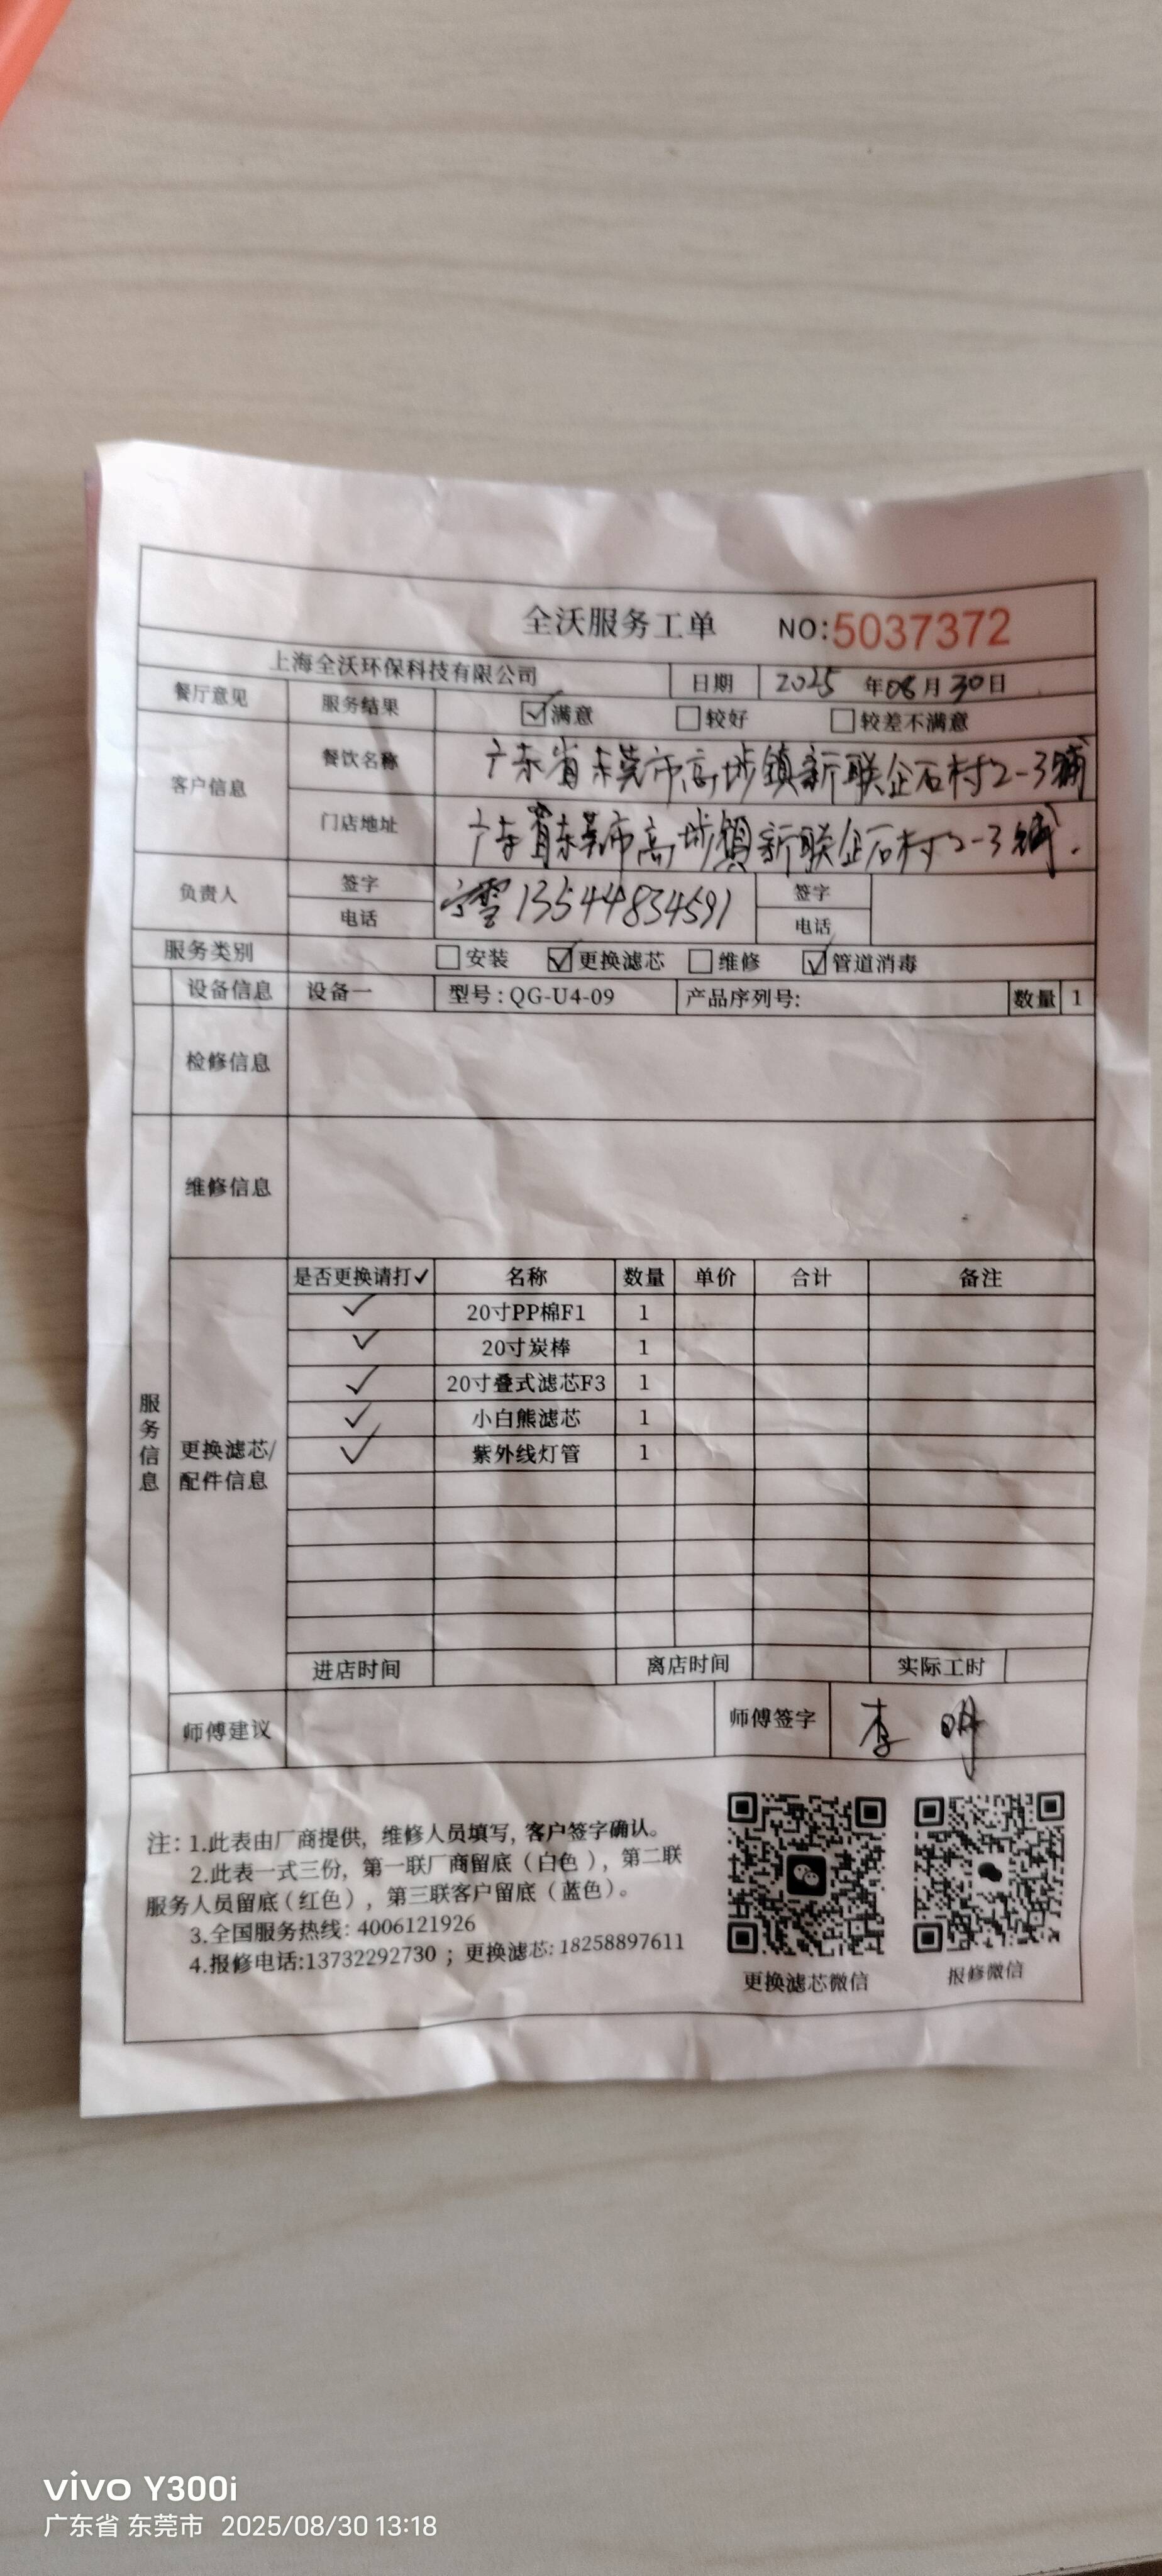 全沃服务工单 NO:5037372
上海全沃环保科技有限公司 日期 2025 年08月30日
餐厅意见 服务结果 ☑满意 □较好 □较差不满意
客户信息 餐饮名称 广东省东莞市高埗镇新联企石村2-3铺
门店地址 广东省东莞市高埗镇新联企石村2-3铺.
负责人 签字 签字
电话 13544834591 电话
服务类别 □安装 ☑更换滤芯 □维修 ☑管道消毒
设备信息 设备一 型号:QG-U4-09 产品序列号: 数量 1
检修信息
维修信息
服务信息
更换滤芯/
配件信息
是否更换请打✓ 名称 数量 单价 合计 备注
✓ 20寸PP棉F1 1
✓ 20寸炭棒 1
✓ 20寸叠式滤芯F3 1
✓ 小白熊滤芯 1
✓ 紫外线灯管 1
进店时间 离店时间 实际工时
师傅建议 师傅签字 李明
注: 1.此表由厂商提供, 维修人员填写, 客户签字确认。
2.此表一式三份, 第一联厂商留底(白色), 第二联
服务人员留底(红色), 第三联客户留底(蓝色)。
3.全国服务热线: 4006121926
4.报修电话:13732292730 ; 更换滤芯:18258897611
更换滤芯微信 报修微信
vivo Y300i
广东省 东莞市 2025/08/30 13:18